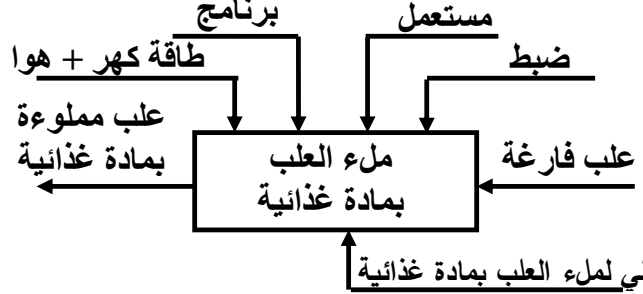 برنامج
مستعمل
طاقة كهر + هوا
ضبط
علب فارغة
ملء العلب
بمادة غذائية
علب مملوءة
بمادة غذائية
لملء العلب بمادة غذائية